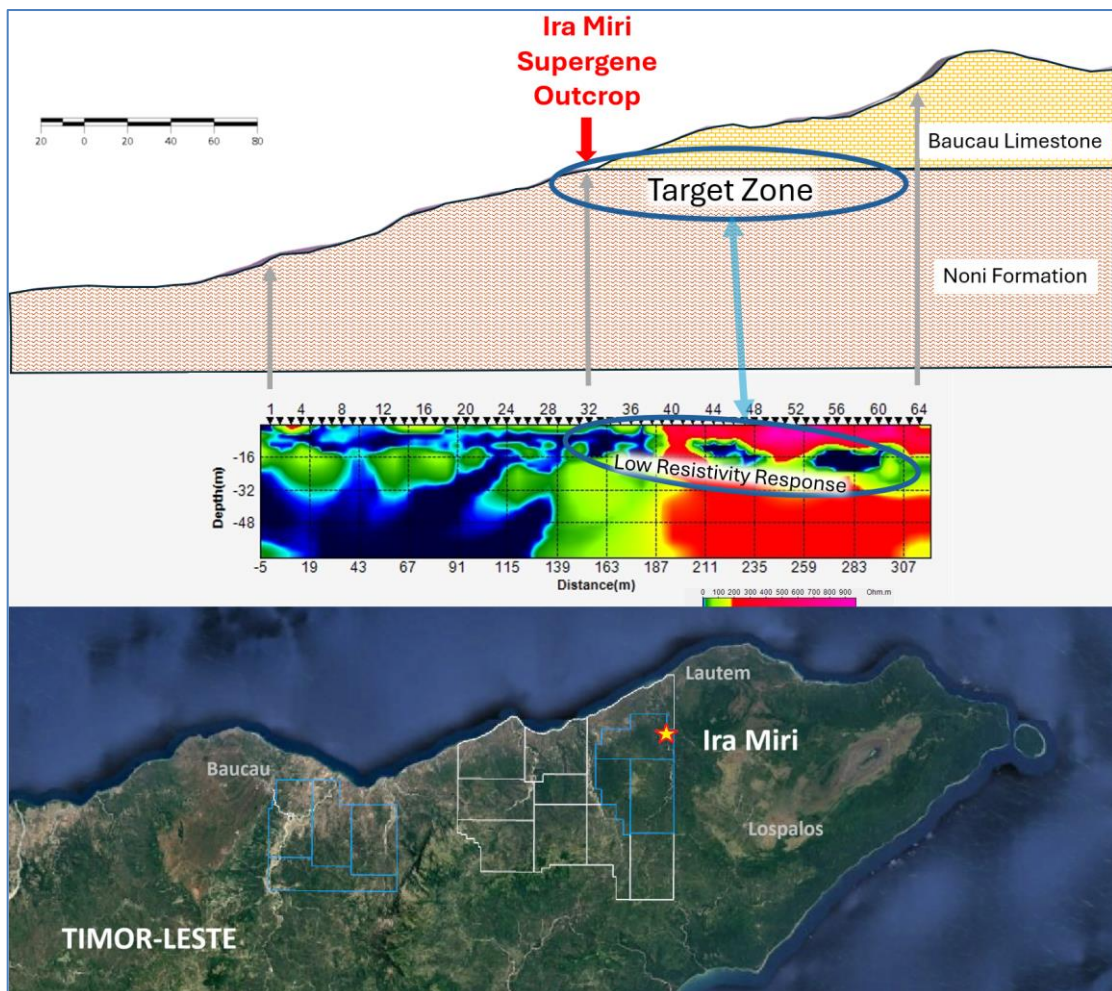 Ira Miri
Supergene
Outcrop
20 0 20 40 60 80
Baucau Limestone
Target Zone
Noni Formation
1 4 8 12 16 20 24 28 32 36 40 44 48 52 56 60 64
-16
-32
-48
Depth(m)
Low Resistivity Response
-5 19 43 67 91 115 139 163 187 211 235 259 283 307
Distance(m)
0 100 200 300 400 500 600 700 800 900 Ohm.m
Lautem
Ira Miri
Baucau
Lospalos
TIMOR-LESTE